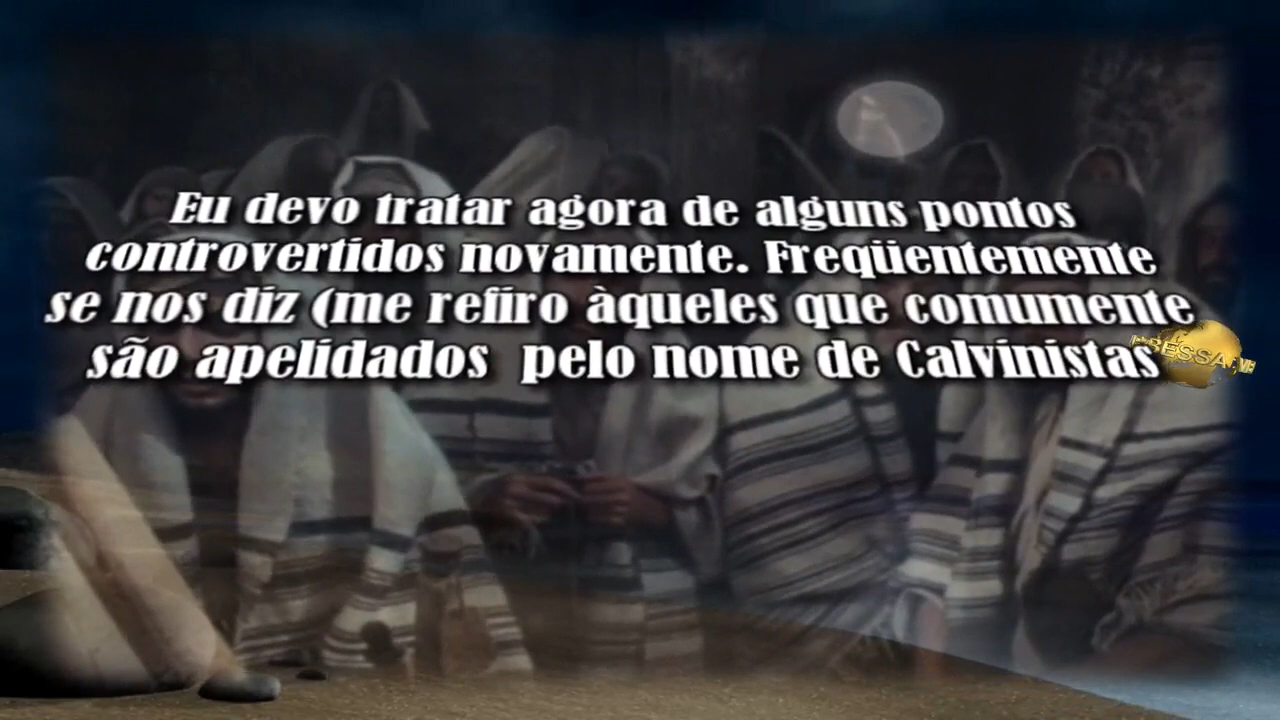 Eu devo tratar agora de alguns pontos
controvertidos novamente. Freqüentemente
se nos diz (me refiro àqueles que comumente
são apelidados pelo nome de Calvinistas